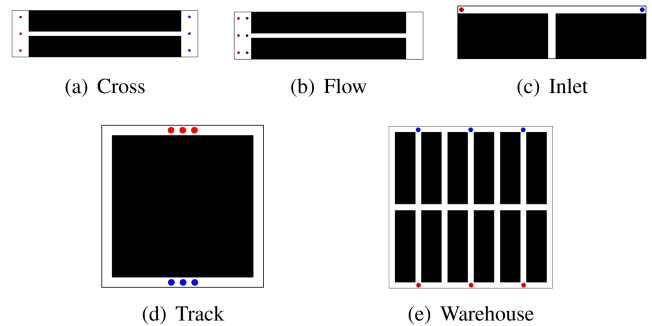 (a) Cross
(b) Flow
(c) Inlet
(d) Track
(e) Warehouse